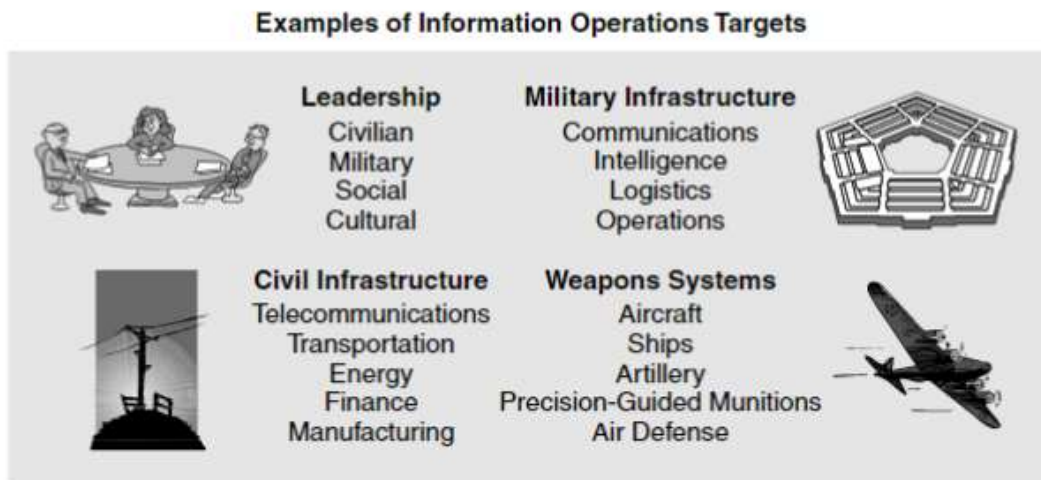 Examples of Information Operations Targets
Leadership
Civilian
Military
Social
Cultural
Military Infrastructure
Communications
Intelligence
Logistics
Operations
Civil Infrastructure
Telecommunications
Transportation
Energy
Finance
Manufacturing
Weapons Systems
Aircraft
Ships
Artillery
Precision-Guided Munitions
Air Defense